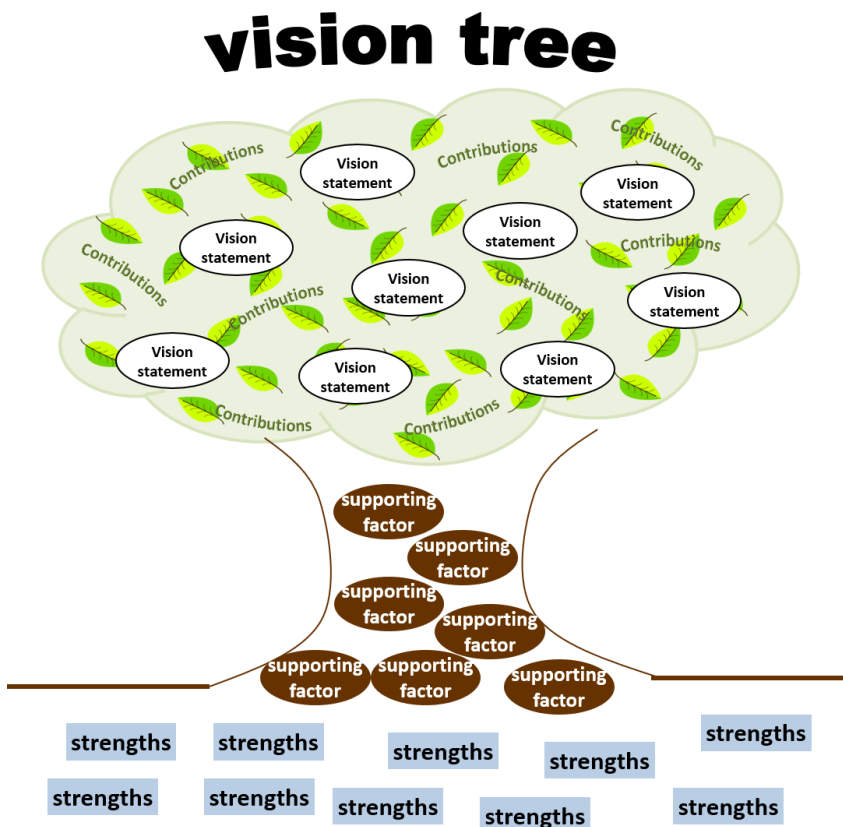 vision tree
Contributions
Contributions
Contributions
Vision
statement
Vision
statement
Vision
statement
Vision
statement
Contributions
Contributions
Vision
statement
Contributions
Contributions
Vision
statement
Vision
statement
Vision
statement
Vision
statement
Contributions
Contributions
supporting
factor
supporting
factor
supporting
factor
supporting
factor
supporting
factor
supporting
factor
supporting
factor
strengths
strengths
strengths
strengths
strengths
strengths
strengths
strengths
strengths
strengths